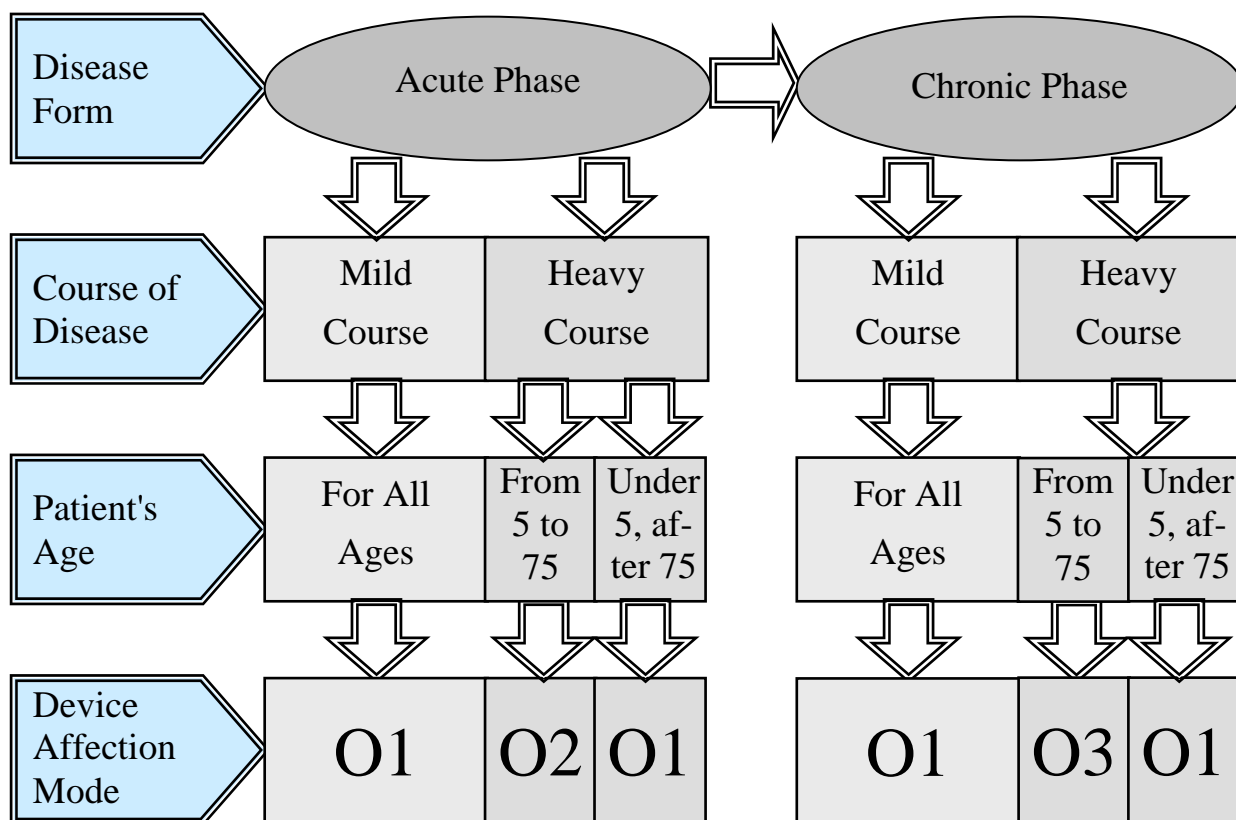 Disease
Form
Acute Phase
Chronic Phase
Course of
Disease
Mild
Course
Heavy
Course
Mild
Course
Heavy
Course
Patient's
Age
For All
Ages
From
5 to
75
Under
5, af-
ter 75
For All
Ages
From
5 to
75
Under
5, af-
ter 75
Device
Affection
Mode
O1
O2
O1
O1
O3
O1